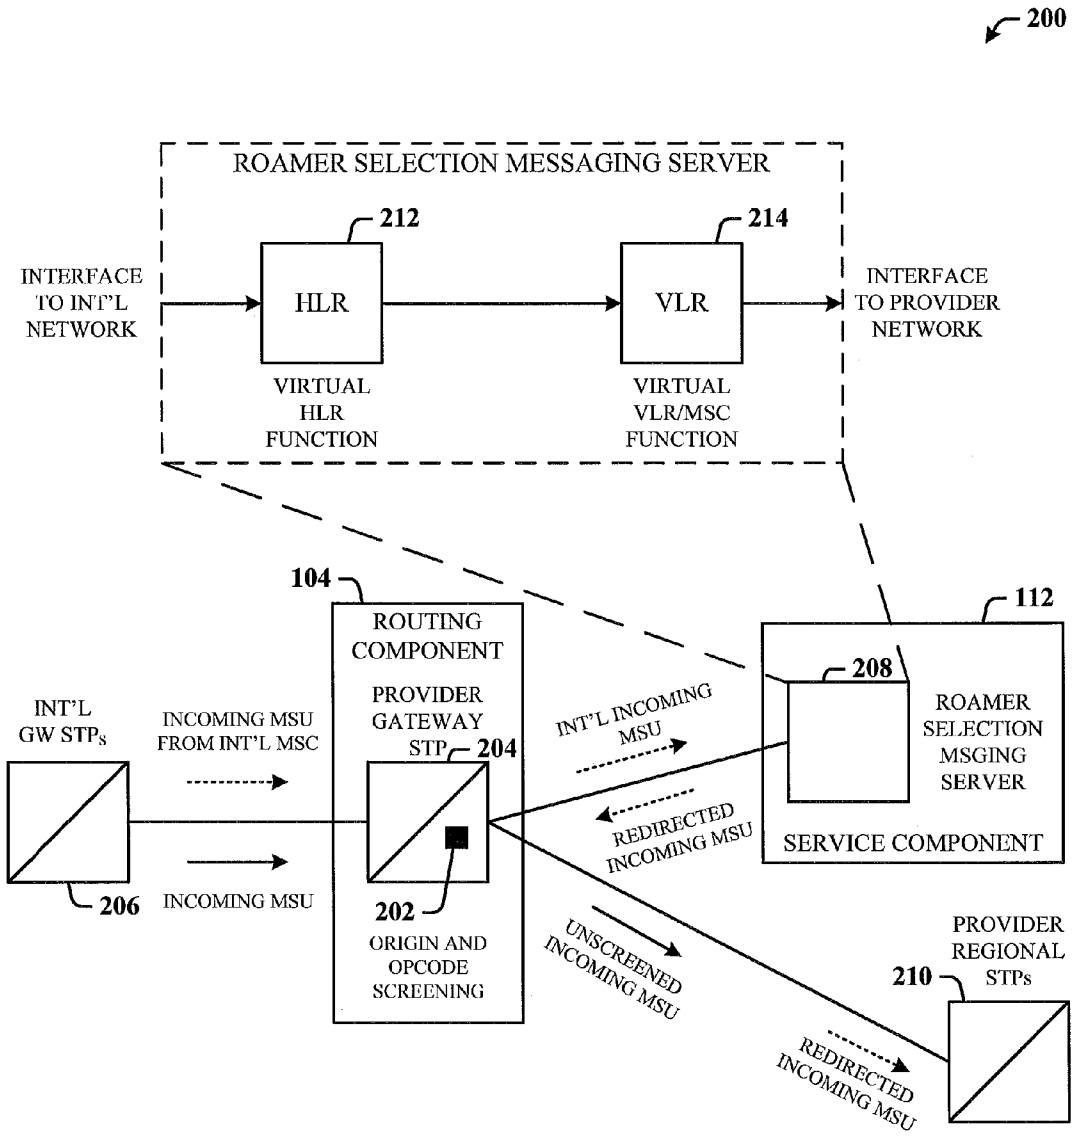 200
ROAMER SELECTION MESSAGING SERVER
212
214
INTERFACE
TO INT'L
NETWORK
HLR
VLR
INTERFACE
TO PROVIDER
NETWORK
VIRTUAL
HLR
FUNCTION
VIRTUAL
VLR/MSC
FUNCTION
104
ROUTING
COMPONENT
112
208
ROAMER
SELECTION
MSGING
SERVER
SERVICE COMPONENT
INT'L
GW STPs
INCOMING MSU
FROM INT'L MSC
PROVIDER
GATEWAY
STP
204
INT'L INCOMING
MSU
REDIRECTED
INCOMING MSU
206
INCOMING MSU
202
ORIGIN AND
OPCODE
SCREENING
UNSCREENED
INCOMING MSU
PROVIDER
REGIONAL
STPs
210
REDIRECTED
INCOMING MSU